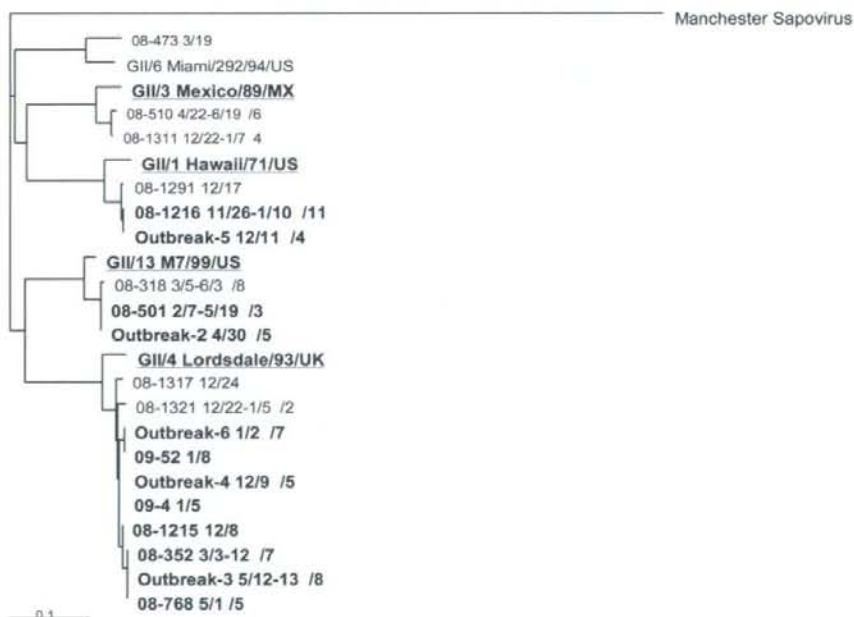 Manchester Sapovirus
08-473 3/19
GII/6 Miami/292/94/US
GII/3 Mexico/89/MX
08-510 4/22-6/19 /6
08-1311 12/22-1/7 4
GII/1 Hawaii/71/US
08-1291 12/17
08-1216 11/26-1/10 /11
Outbreak-5 12/11 /4
GII/13 M7/99/US
08-318 3/5-6/3 /8
08-501 2/7-5/19 /3
Outbreak-2 4/30 /5
GII/4 Lordsdale/93/UK
08-1317 12/24
08-1321 12/22-1/5 /2
Outbreak-6 1/2 /7
09-52 1/8
Outbreak-4 12/9 /5
09-4 1/5
08-1215 12/8
08-352 3/3-12 /7
Outbreak-3 5/12-13 /8
08-768 5/1 /5
0.1